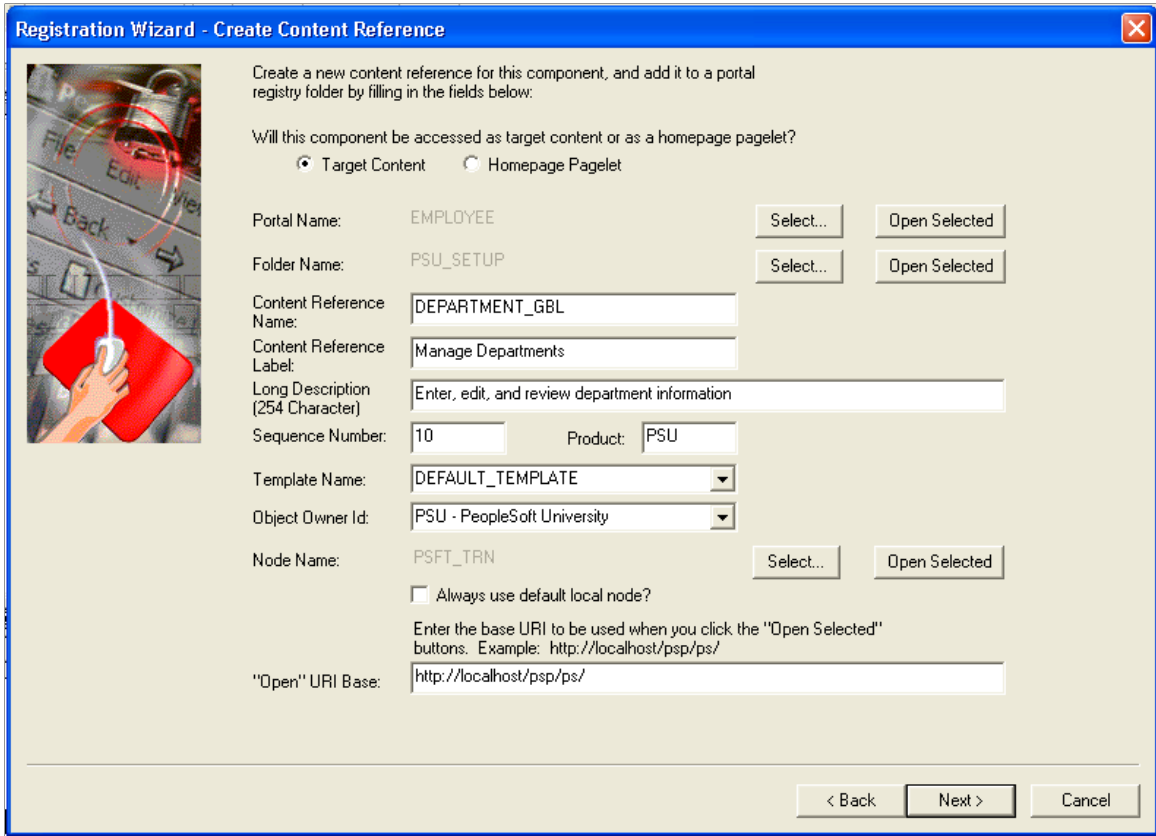 Registration Wizard - Create Content Reference
Create a new content reference for this component, and add it to a portal
registry folder by filling in the fields below:
Will this component be accessed as target content or as a homepage pagelet?
Target Content Homepage Pagelet
Portal Name: EMPLOYEE Select... Open Selected
Folder Name: PSU_SETUP Select... Open Selected
Content Reference
Name: DEPARTMENT_GBL
Content Reference
Label: Manage Departments
Long Description
(254 Character) Enter, edit, and review department information
Sequence Number: 10 Product: PSU
Template Name: DEFAULT_TEMPLATE
Object Owner Id: PSU - PeopleSoft University
Node Name: PSFT_TRN Select... Open Selected
Always use default local node?
Enter the base URI to be used when you click the "Open Selected"
buttons. Example: http://localhost/psp/ps/
"Open" URI Base: http://localhost/psp/ps/
< Back Next > Cancel
File Edit
Back